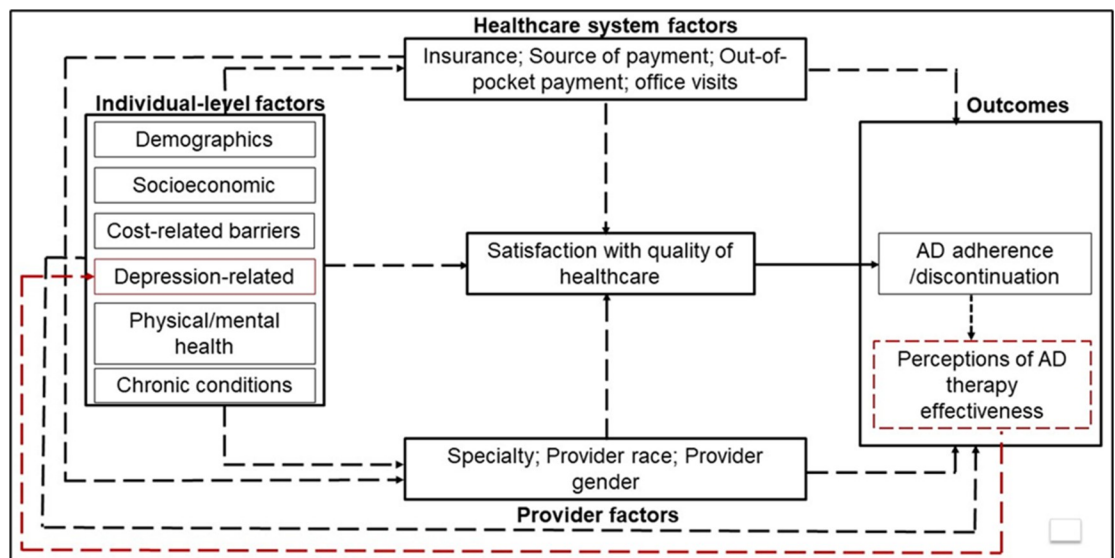 Healthcare system factors
Insurance; Source of payment; Out-of-
pocket payment; office visits
Individual-level factors
Demographics
Socioeconomic
Cost-related barriers
Depression-related
Physical/mental
health
Chronic conditions
Satisfaction with quality of
healthcare
Outcomes
AD adherence
/discontinuation
Perceptions of AD
therapy
effectiveness
Specialty; Provider race; Provider
gender
Provider factors